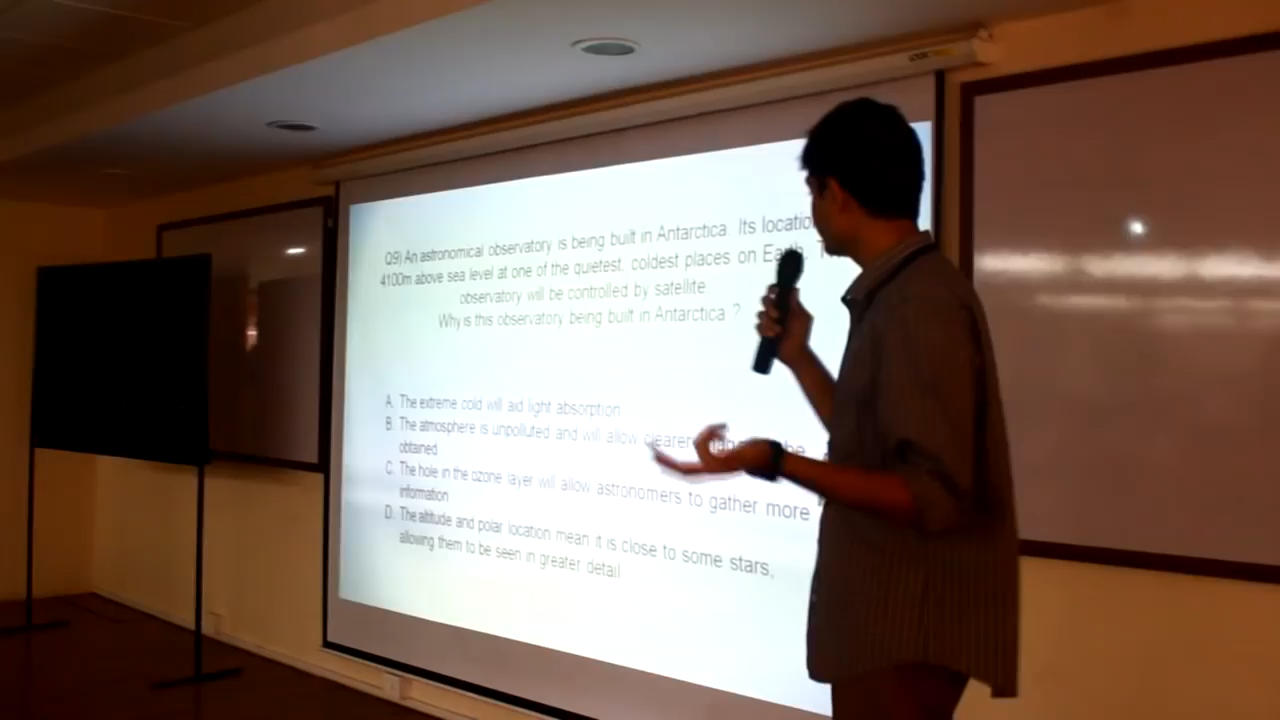 Q9) An astronomical observatory is being built in Antarctica. Its location
4100m above sea level at one of the quietest, coldest places on Earth.
observatory will be controlled by satellite
Why is this observatory being built in Antarctica ?
A. The extreme cold will aid light absorption
B. The atmosphere is unpolluted and will allow clearer be
obtained
C. The hole in the ozone layer will allow astronomers to gather more
information
D. The altitude and polar location mean it is close to some stars,
allowing them to be seen in greater detail